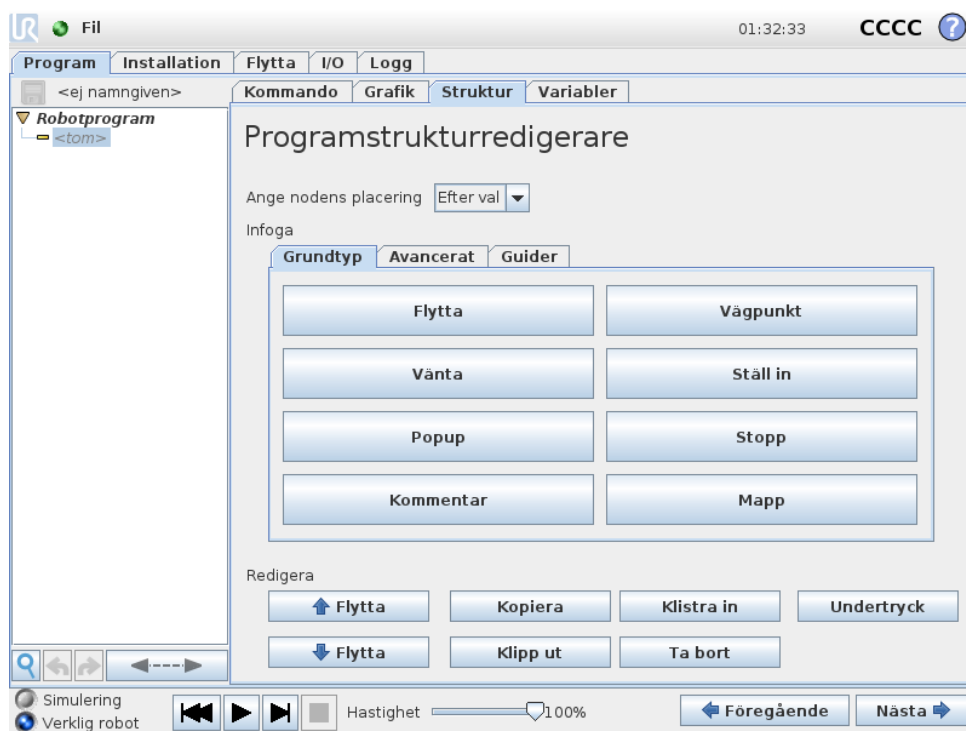 UR Fil 01:32:33 CCCC ?
Program Installation Flytta I/O Logg
<ej namngiven>
Kommando Grafik Struktur Variabler
Robotprogram
<tom>
Programstrukturredigerare
Ange nodens placering Efter val
Infoga
Grundtyp Avancerat Guider
Flytta Vägpunkt
Vänta Ställ in
Popup Stopp
Kommentar Mapp
Redigera
Flytta Kopiera Klistra in Undertryck
Flytta Klipp ut Ta bort
Simulering
Verklig robot
Hastighet 100% Föregående Nästa